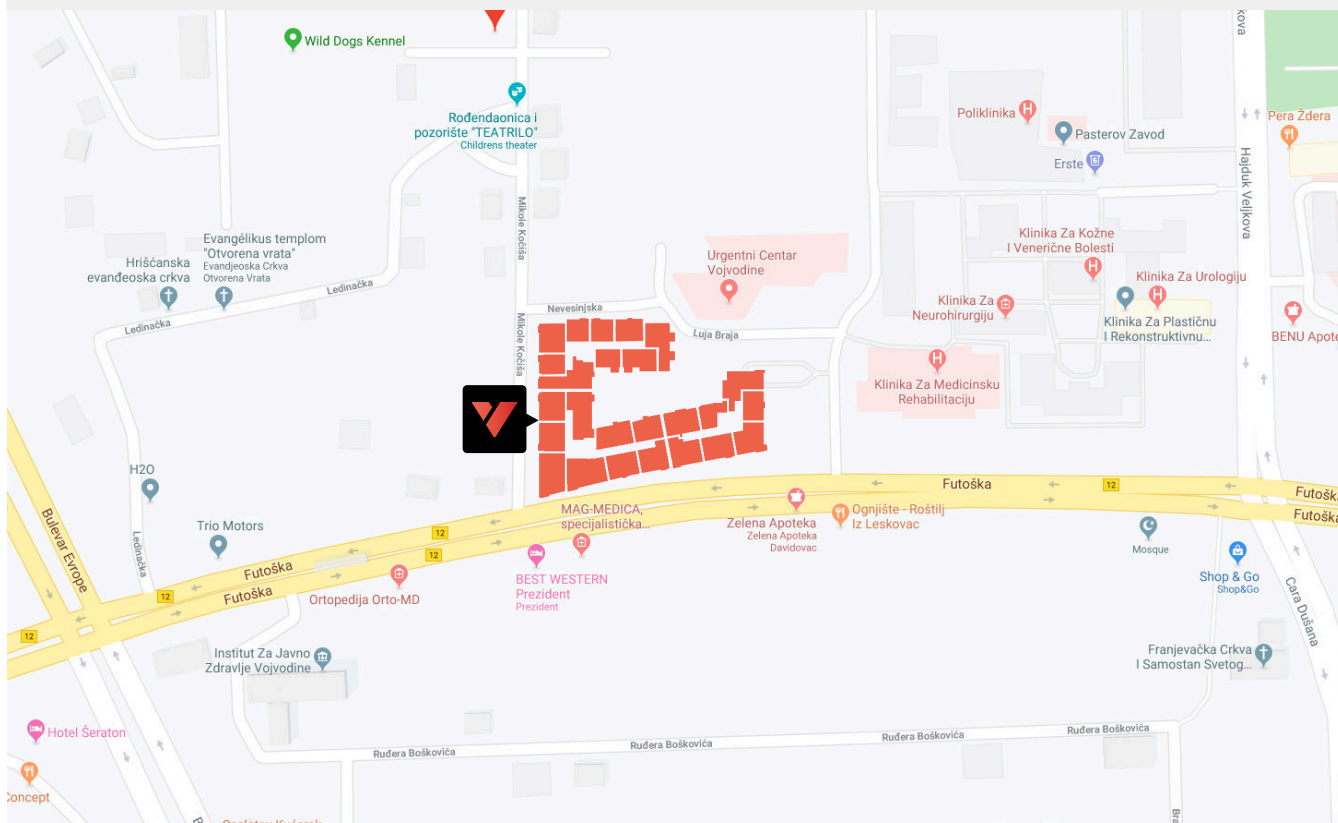 kova
Wild Dogs Kennel
Rođendaonica i
pozorište "TEATRILO"
Childrens theater
Poliklinika
Pera Ždera
Pasterov Zavod
Erste
Hajduk Veljkova
Mikole Kočiša
Evangélikus templom
"Otvorena vrata"
Evandjeoska Crkva
Otvorena Vrata
Hrišćanska
evanđeoska crkva
Ledinačka
Ledinačka
Nevesinjska
Urgentni Centar
Vojvodine
Klinika Za Kožne
I Venerične Bolesti
Klinika Za Urologiju
Klinika Za
Neurohirurgiju
Klinika Za Plastičnu
I Rekonstruktivnu...
BENU Apote
Luja Braja
Mikole Kočiša
Klinika Za Medicinsku
Rehabilitaciju
H2O
Trio Motors
Ledinačka
Bulevar Evrope
MAG-MEDICA,
specijalistička...
Zelena Apoteka
Zelena Apoteka
Davidovac
Ognjište - Roštilj
Iz Leskovac
Futoška
12
Futoška
Futoška
12
12
Futoška
Futoška
12
12
Mosque
Shop & Go
Shop&Go
Cara Dušana
BEST WESTERN
Prezident
Prezident
Ortopedija Orto-MD
Institut Za Javno
Zdravlje Vojvodine
Franjevačka Crkva
I Samostan Svetog...
Hotel Šeraton
Ruđera Boškovića
Ruđera Boškovića
Ruđera Boškovića
Ruđera Boškovića
Concept
B
Bra